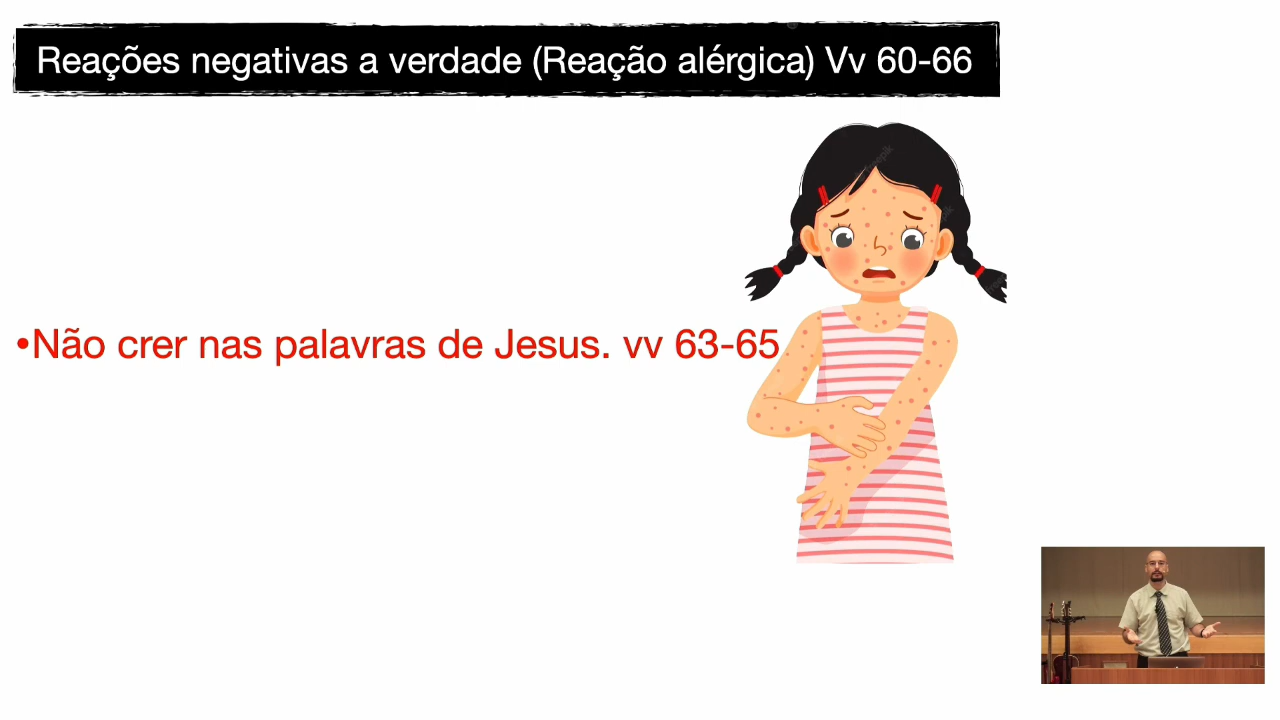 Reações negativas a verdade (Reação alérgica) Vv 60-66
•Não crer nas palavras de Jesus. vv 63-65